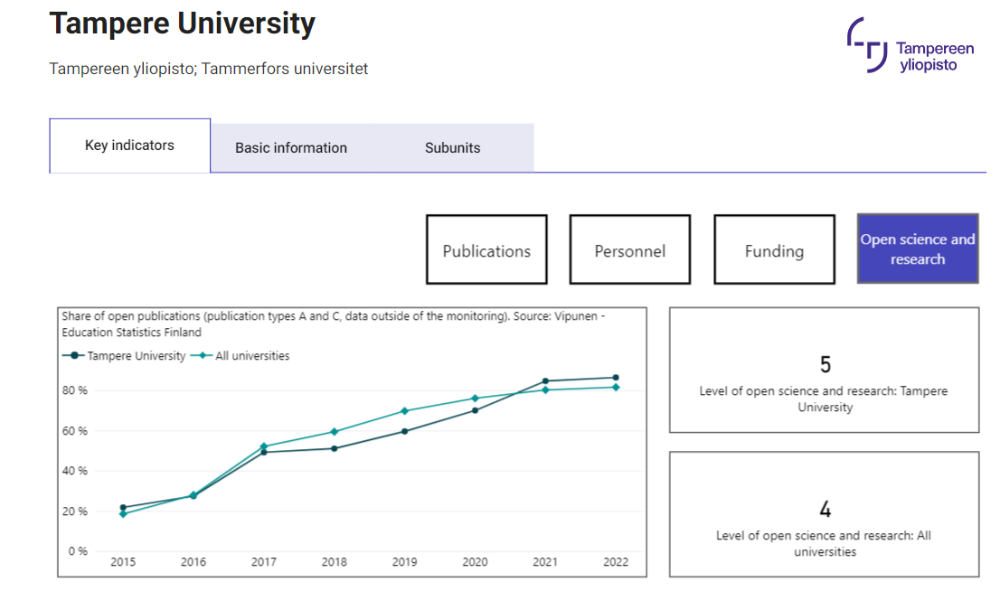 Tampere University
Tampereen yliopisto; Tammerfors universitet
Tampereen
yliopisto
Key indicators
Basic information
Subunits
Publications
Personnel
Funding
Open science and
research
Share of open publications (publication types A and C, data outside of the monitoring). Source: Vipunen -
Education Statistics Finland
Tampere University
All universities
80 %
60 %
40 %
20 %
0 %
2015
2016
2017
2018
2019
2020
2021
2022
5
Level of open science and research: Tampere
University
4
Level of open science and research: All
universities